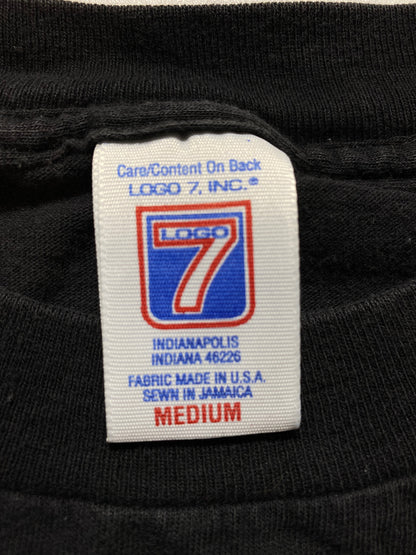 Care/Content On Back
LOGO 7, INC.®
LOGO
7
INDIANAPOLIS
INDIANA 46226
FABRIC MADE IN U.S.A.
SEWN IN JAMAICA
MEDIUM